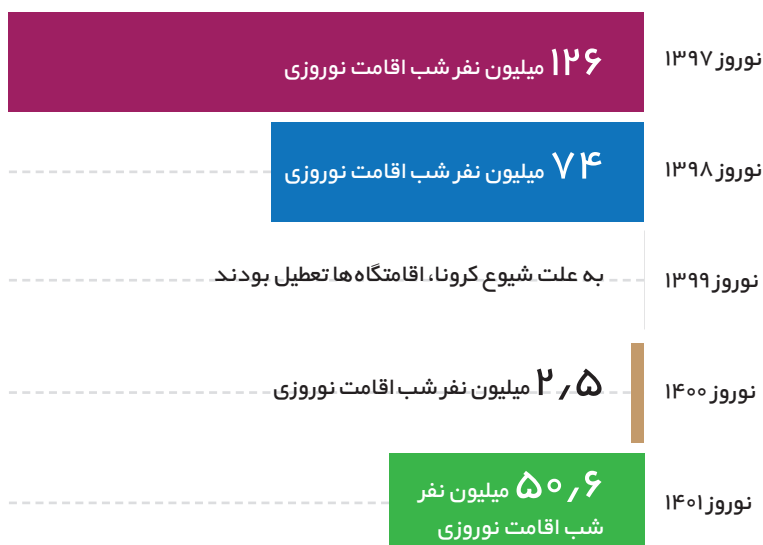 نوروز ۱۳۹۷
۱۲۶ میلیون نفر شب اقامت نوروزی
نوروز ۱۳۹۸
۷۴ میلیون نفر شب اقامت نوروزی
نوروز ۱۳۹۹
به علت شیوع کرونا، اقامتگاه‌ها تعطیل بودند
نوروز ۱۴۰۰
۲٫۵ میلیون نفر شب اقامت نوروزی
نوروز ۱۴۰۱
۵۰٫۶ میلیون نفر
شب اقامت نوروزی